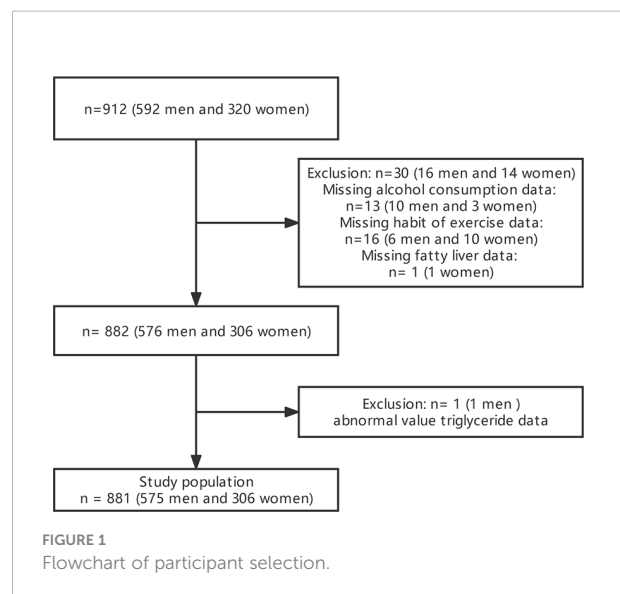 n=912 (592 men and 320 women)
Exclusion: n=30 (16 men and 14 women)
Missing alcohol consumption data:
n=13 (10 men and 3 women)
Missing habit of exercise data:
n=16 (6 men and 10 women)
Missing fatty liver data:
n= 1 (1 women)
n= 882 (576 men and 306 women)
Exclusion: n= 1 (1 men )
abnormal value triglyceride data
Study population
n = 881 (575 men and 306 women)
FIGURE 1
Flowchart of participant selection.